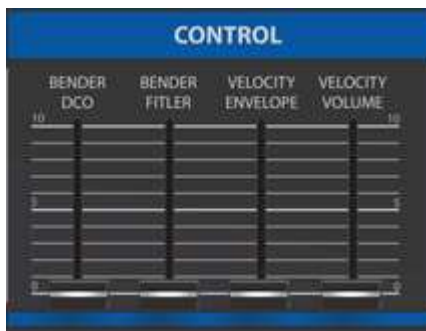 CONTROL
BENDER DCO
BENDER FITLER
VELOCITY ENVELOPE
VELOCITY VOLUME
10 10
5 5
0 0